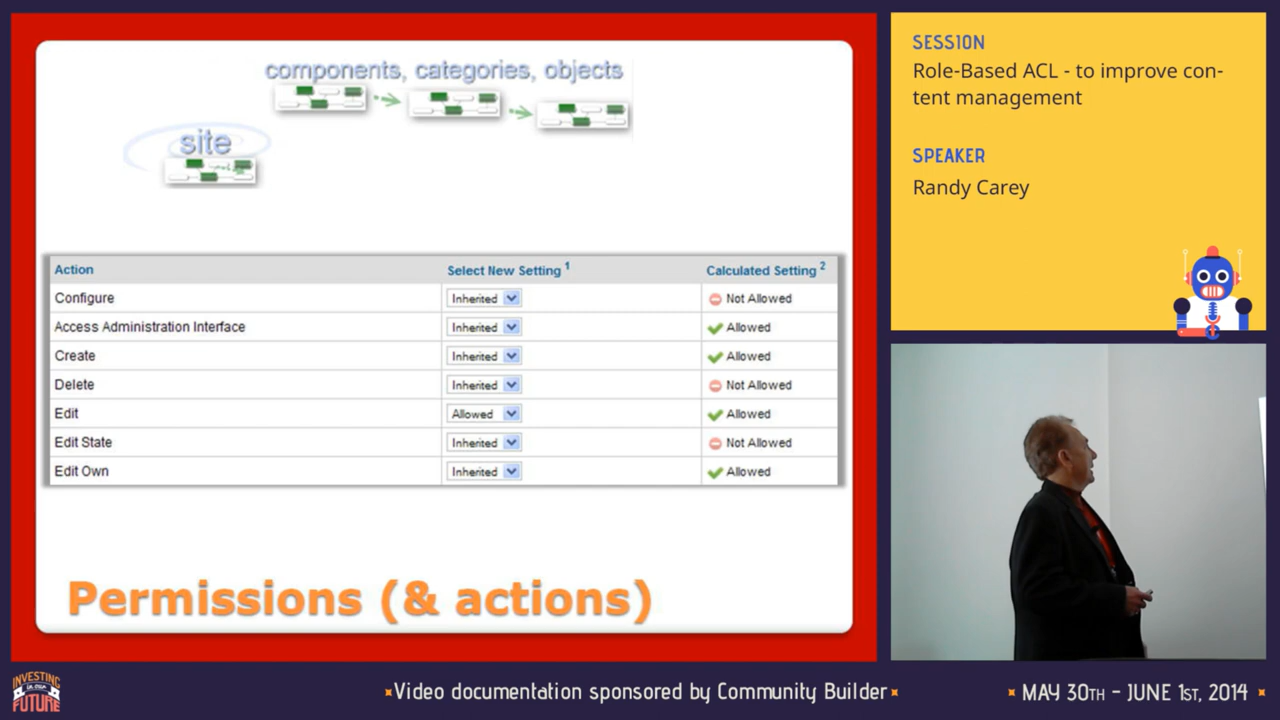 components, categories, objects
site
Action Select New Setting 1 Calculated Setting 2
Configure Inherited Not Allowed
Access Administration Interface Inherited Allowed
Create Inherited Allowed
Delete Inherited Not Allowed
Edit Allowed Allowed
Edit State Inherited Not Allowed
Edit Own Inherited Allowed
Permissions (& actions)
SESSION
Role-Based ACL - to improve con-
tent management
SPEAKER
Randy Carey
INVESTING
IN OUR
FUTURE
Video documentation sponsored by Community Builder
MAY 30TH - JUNE 1ST, 2014